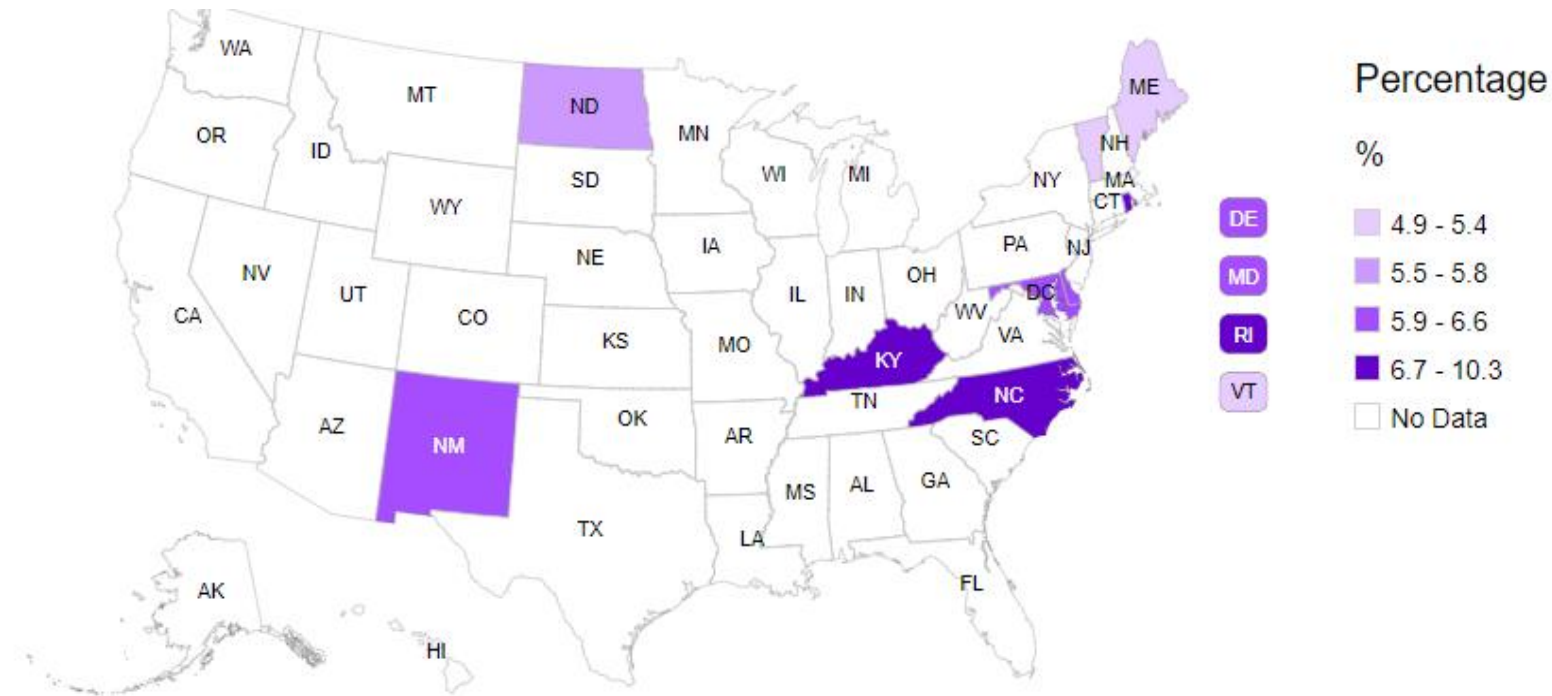 WA
ME
MT
ND
OR
MN
NH
ID
WI
MI
NY
MA
SD
CT
WY
PA
NJ
IA
NE
OH
NV
IL
IN
DC
UT
WV
CA
CO
VA
KS
MO
KY
TN
NC
OK
AZ
AR
SC
NM
MS
AL
GA
TX
LA
FL
AK
HI
DE
MD
RI
VT
Percentage
%
4.9 - 5.4
5.5 - 5.8
5.9 - 6.6
6.7 - 10.3
No Data